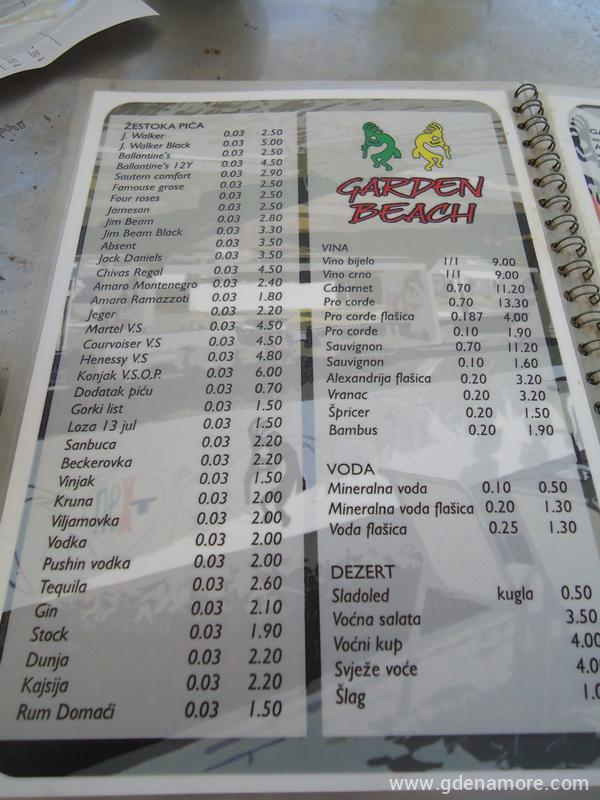 ŽESTOKA PIĆA
J. Walker 0.03 2.50
J. Walker Black 0.03 5.00
Ballantine's 0.03 2.50
Ballantine's 12Y 0.03 4.50
Sautem comfort 0.03 2.90
Famouse grose 0.03 2.50
Four roses 0.03 2.50
Jameson 0.03 2.50
Jim Beam 0.03 2.80
Jim Beam Black 0.03 3.30
Absent 0.03 3.50
Jack Daniels 0.03 3.50
Chivas Regal 0.03 4.50
Amaro Montenegro 0.03 2.40
Amaro Ramazzoti 0.03 1.80
Jeger 0.03 2.20
Martel V.S 0.03 4.50
Courvoiser V.S 0.03 4.50
Henessy V.S 0.03 4.80
Konjak V.S.O.P. 0.03 6.00
Dodatak piću 0.03 0.70
Gorki list 0.03 1.50
Loza 13 jul 0.03 1.50
Sanbuca 0.03 2.20
Beckerovka 0.03 2.20
Vinjak 0.03 1.50
Kruna 0.03 2.00
Viljamovka 0.03 2.00
Vodka 0.03 2.00
Pushin vodka 0.03 2.00
Tequila 0.03 2.60
Gin 0.03 2.10
Stock 0.03 1.90
Dunja 0.03 2.20
Kajsija 0.03 2.20
Rum Domaći 0.03 1.50
GARDEN
BEACH
VINA
Vino bijelo 1/1 9.00
Vino crno 1/1 9.00
Cabarnet 0.70 11.20
Pro corde 0.70 13.30
Pro corde flašica 0.187 4.00
Pro corde 0.10 1.90
Sauvignon 0.70 11.20
Sauvignon 0.10 1.60
Alexandrija flašica 0.20 3.20
Vranac 0.20 3.20
Špricer 0.20 1.50
Bambus 0.20 1.90
VODA
Mineralna voda 0.10 0.50
Mineralna voda flašica 0.20 1.30
Voda flašica 0.25 1.30
DEZERT
Sladoled kugla 0.50
Voćna salata 3.50
Voćni kup 4.00
Svježe voće 4.00
Šlag 1.0
www.gdenamore.com